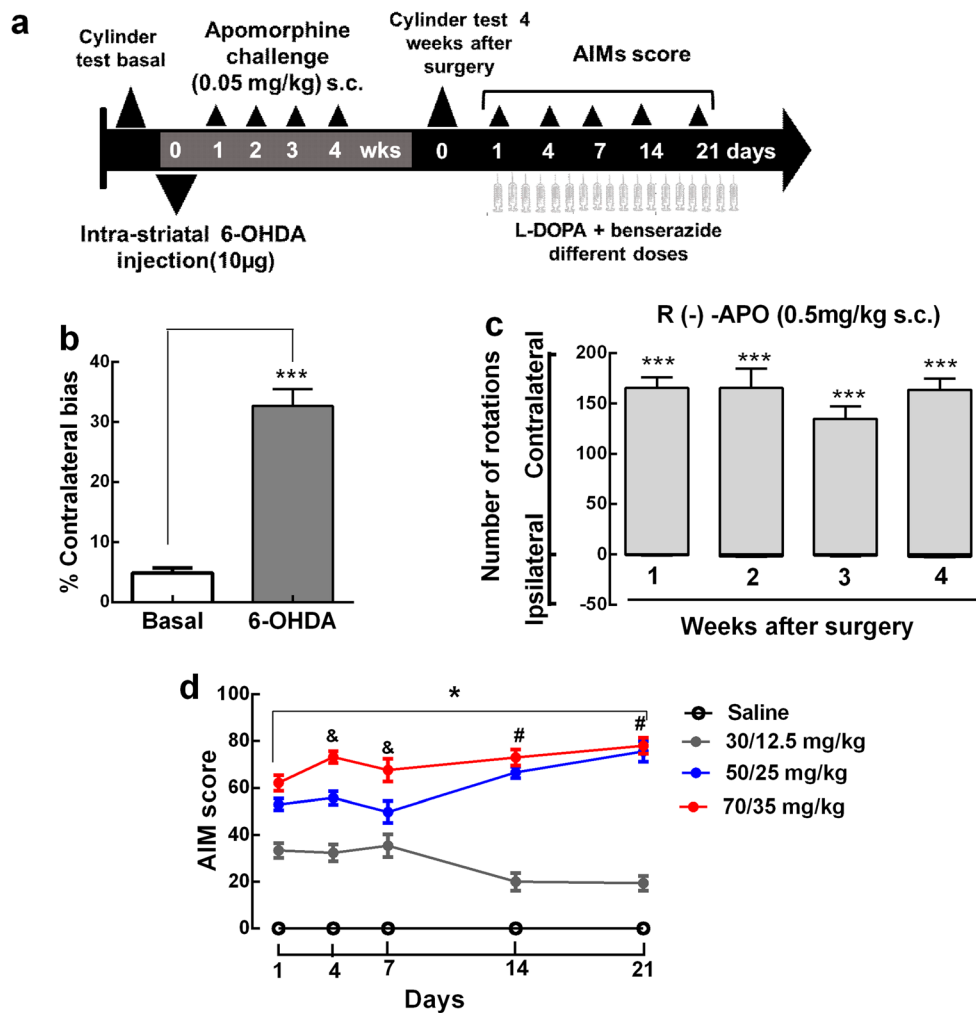 a
Cylinder
test basal
Apomorphine
challenge
(0.05 mg/kg) s.c.
Cylinder test 4
weeks after
surgery
AIMs score
0 1 2 3 4 wks 0 1 4 7 14 21 days
Intra-striatal 6-OHDA
injection(10µg)
L-DOPA + benserazide
different doses
b
% Contralateral bias
40
30
20
10
0
***
Basal 6-OHDA
c
R (-) -APO (0.5mg/kg s.c.)
Number of rotations
Ipsilateral Contralateral
200
150
100
50
0
-50
*** *** *** ***
1 2 3 4
Weeks after surgery
d
AIM score
100
80
60
40
20
0
*
& & # #
1 4 7 14 21
Days
Saline
30/12.5 mg/kg
50/25 mg/kg
70/35 mg/kg